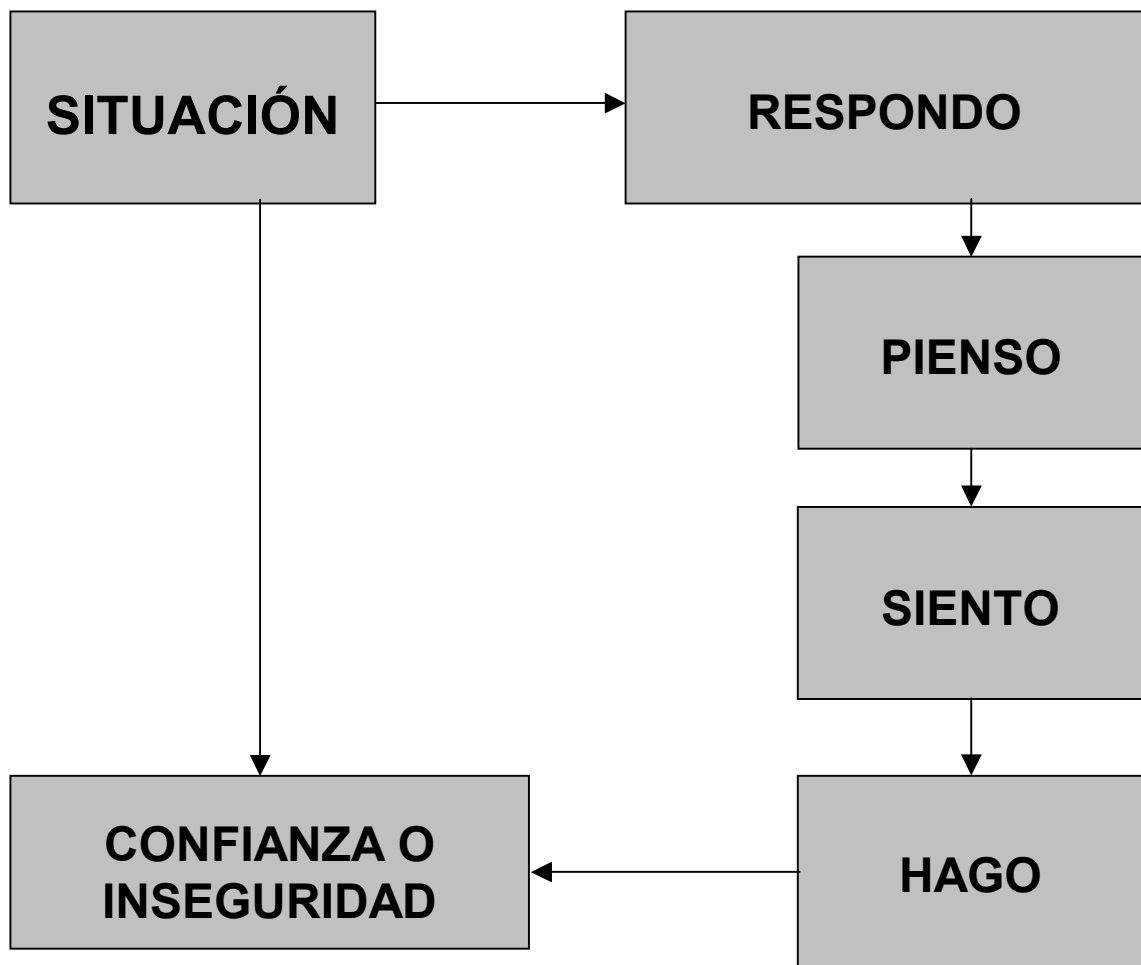 SITUACIÓN
RESPONDO
PIENSO
SIENTO
CONFIANZA O
INSEGURIDAD
HAGO